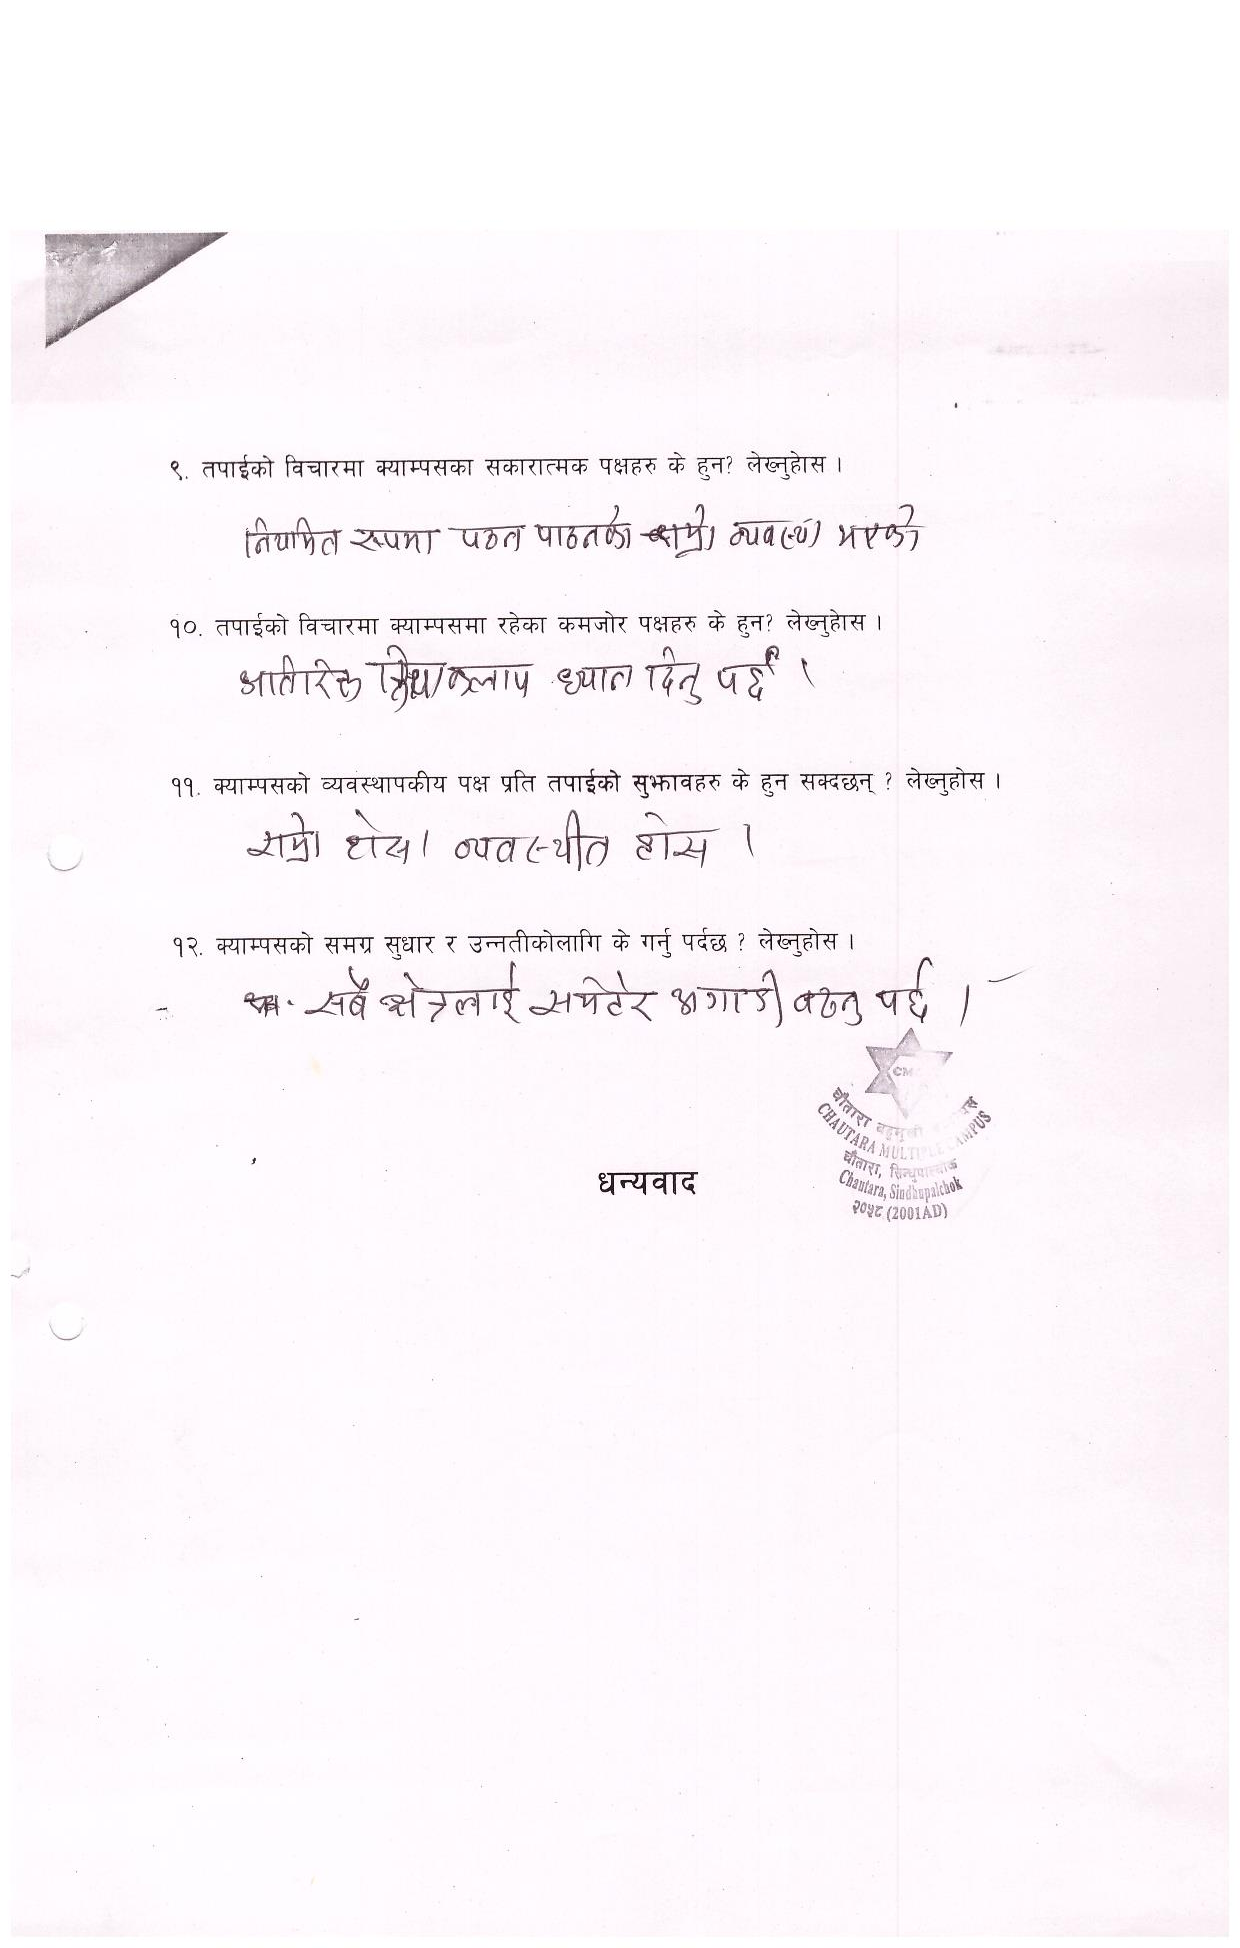 ९. तपाईको विचारमा क्याम्पसका सकारात्मक पक्षहरु के हुन? लेख्नुहोस ।
नियमित रूपमा पठन पाठनको राम्रो व्यवस्था भएको
१०. तपाईको विचारमा क्याम्पसमा रहेका कमजोर पक्षहरु के हुन? लेख्नुहोस ।
अतिरिक्त क्रियाकलाप ध्यान दिनु पर्छ ।
११. क्याम्पसको व्यवस्थापकीय पक्ष प्रति तपाईको सुझावहरु के हुन सक्दछन् ? लेख्नुहोस ।
राम्रो होस। व्यवस्थीत होस ।
१२. क्याम्पसको समग्र सुधार र उन्नतीकोलागि के गर्नु पर्दछ ? लेख्नुहोस ।
सबै क्षेत्रलाई समेटेर अगाडी बढ्नु पर्छ ।
चौतारा बहुमुखी
CHAUTARA MULTIPLE CAMPUS
चौतारा, सिन्धुपाल्चोक
Chautara, Sindhupalchok
२०५८ (2001AD)
धन्यवाद